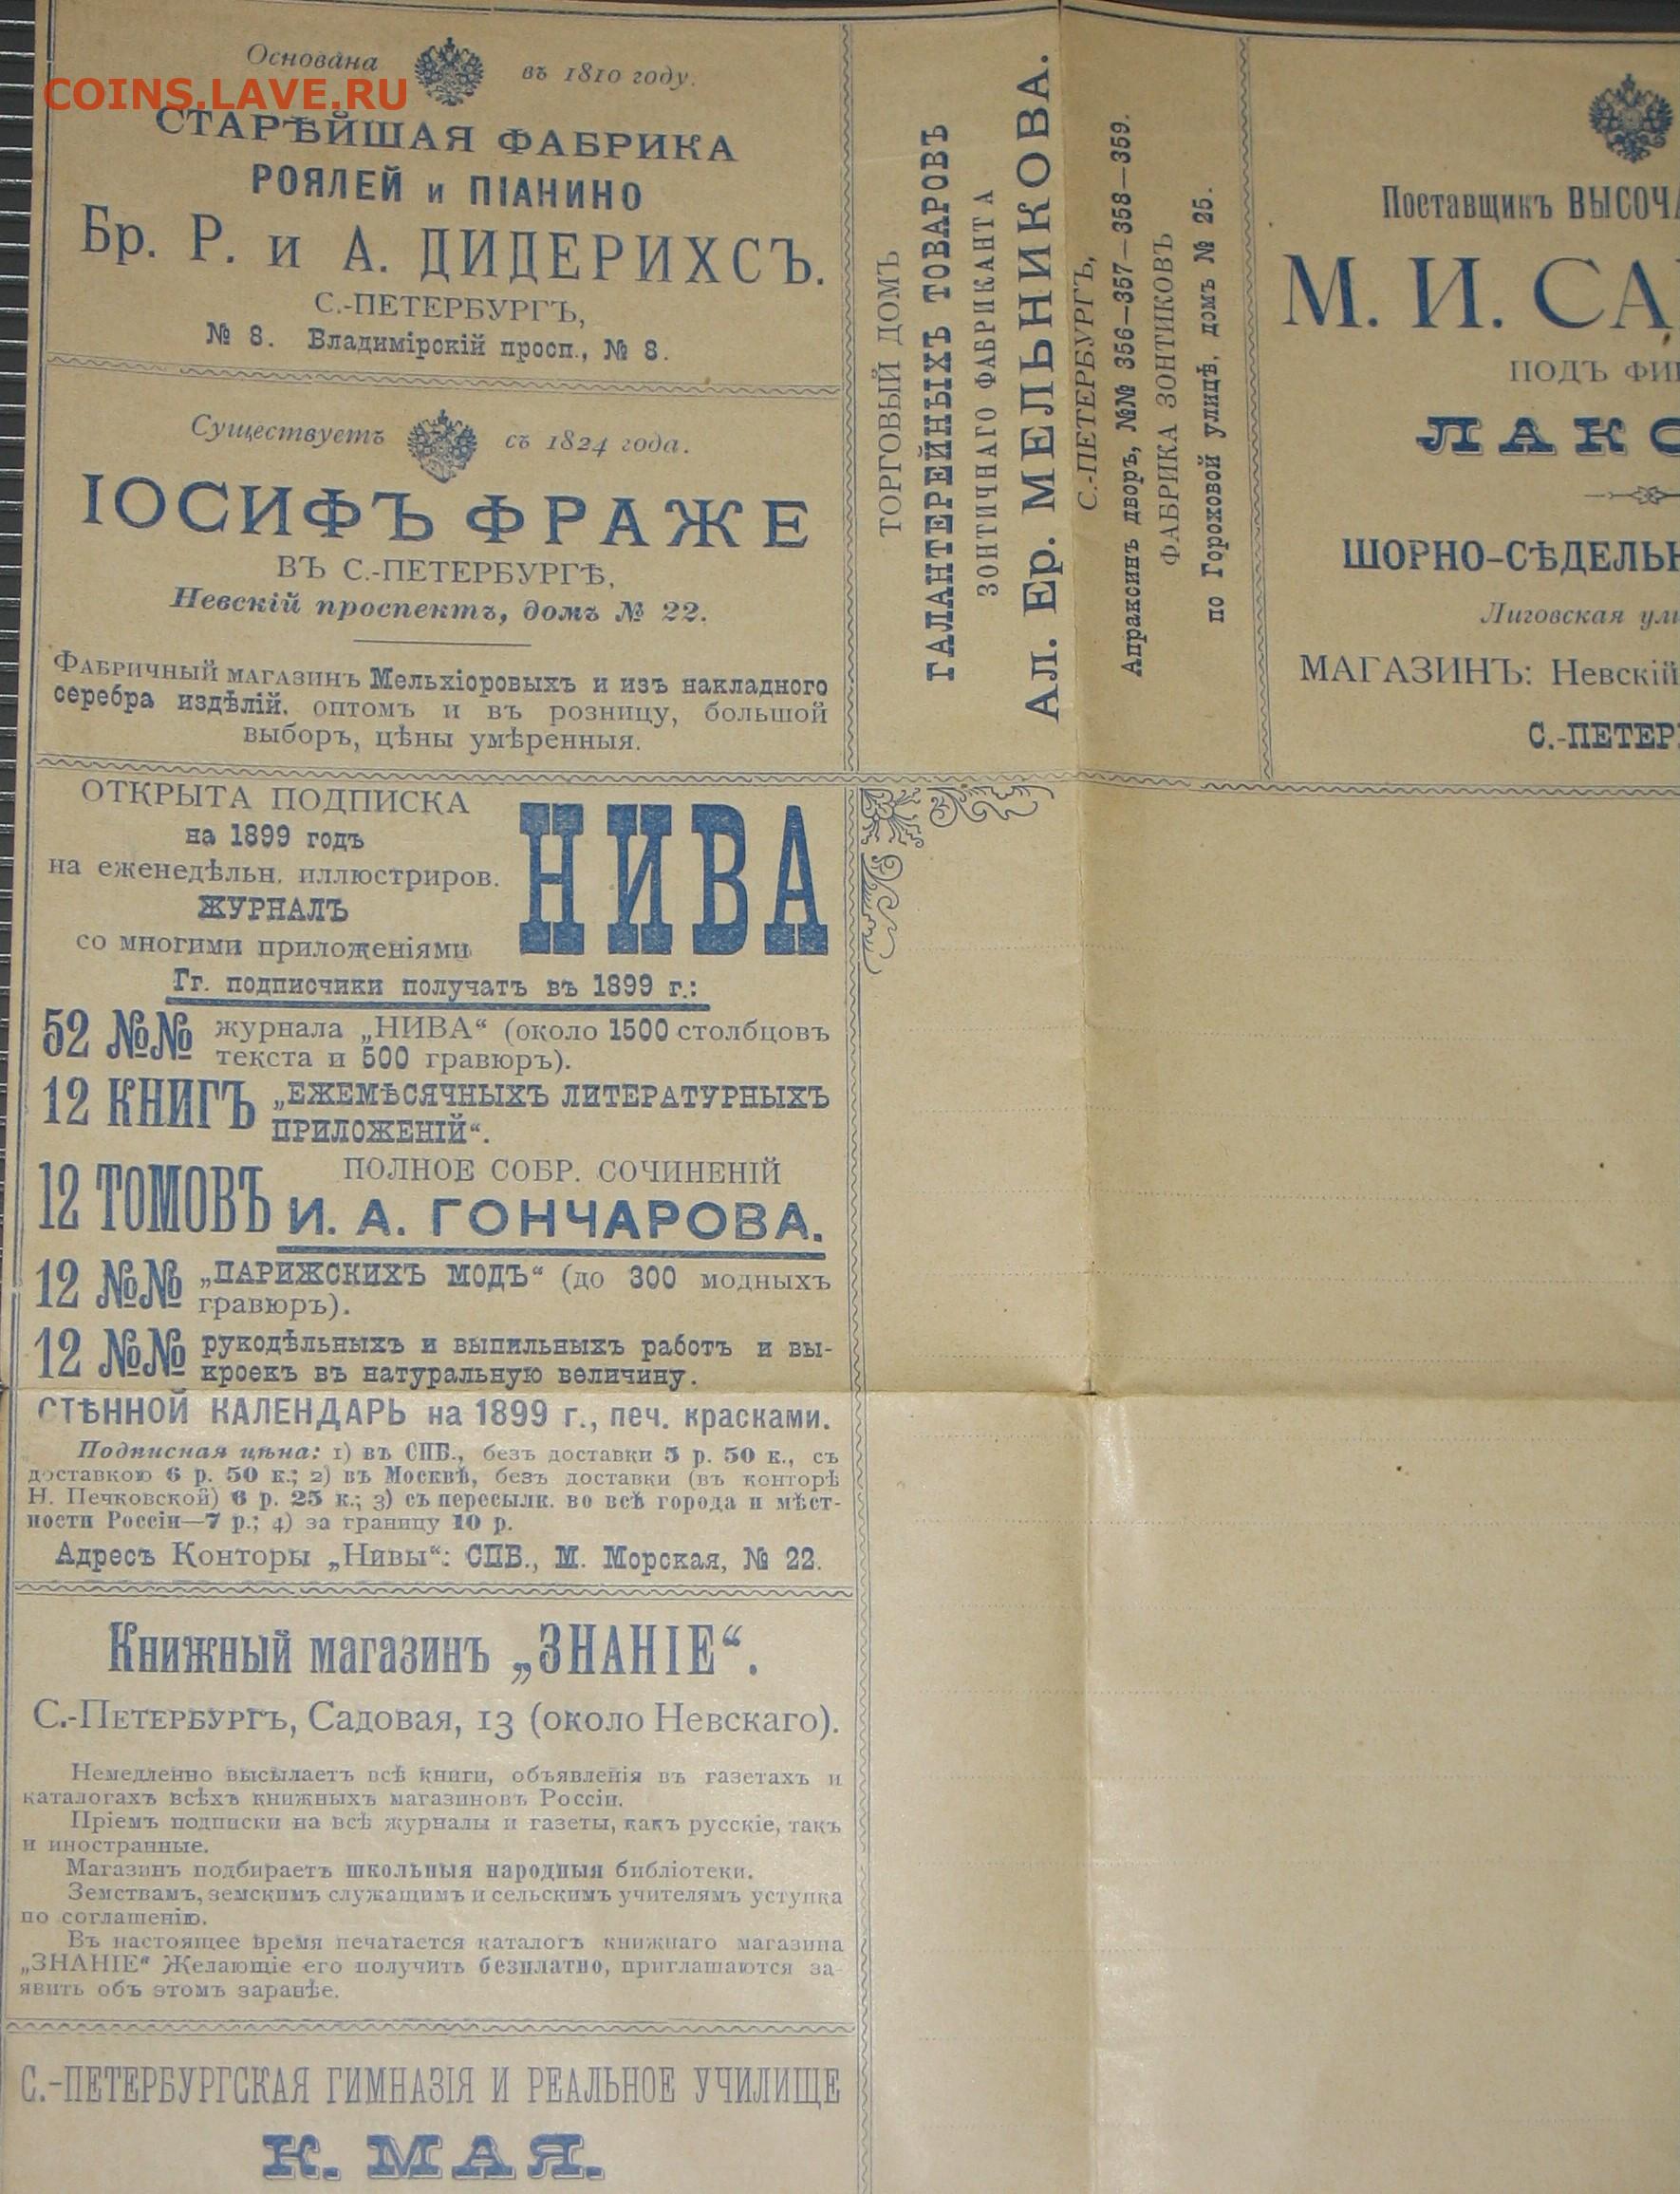 COINS.LAVE.RU
Основана въ 1810 году.
СТАРѢЙШАЯ ФАБРИКА
РОЯЛЕЙ и ПІАНИНО
Бр. Р. и А. ДИДЕРИХСЪ.
С.-ПЕТЕРБУРГЪ,
№ 8. Владимірскій просп., № 8.
Существуетъ съ 1824 года.
ІОСИФЪ ФРАЖЕ
ВЪ С.-ПЕТЕРБУРГѢ,
Невскій проспектъ, домъ № 22.
Фабричный магазинъ Мельхіоровыхъ и изъ накладного
серебра издѣлій. оптомъ и въ розницу, большой
выборъ, цѣны умѣренныя.
ТОРГОВЫЙ ДОМЪ
ГАЛАНТЕРЕЙНЫХЪ ТОВАРОВЪ
ЗОНТИЧНАГО ФАБРИКАНТА
Ал. Ер. МЕЛЬНИКОВА.
С.-ПЕТЕРБУРГЪ,
Апраксинъ дворъ, №№ 356—357—358—359.
ФАБРИКА ЗОНТИКОВЪ
по Гороховой улицѣ, домъ № 25.
Поставщикъ ВЫСОЧА
М. И. СА
ПОДЪ ФИ
ЛАКО
ШОРНО-СѢДЕЛЬН
Лиговская ули
МАГАЗИНЪ: Невскій
С.-ПЕТЕР
ОТКРЫТА ПОДПИСКА
на 1899 годъ
на еженедѣльн. иллюстриров.
ЖУРНАЛЪ
со многими приложеніями
НИВА
Гг. подписчики получатъ въ 1899 г.:
52 №№ журнала „НИВА“ (около 1500 столбцовъ
текста и 500 гравюръ).
12 КНИГЪ „ЕЖЕМѢСЯЧНЫХЪ ЛИТЕРАТУРНЫХЪ
ПРИЛОЖЕНІЙ“.
12 ТОМОВЪ ПОЛНОЕ СОБР. СОЧИНЕНІЙ
И. А. ГОНЧАРОВА.
12 №№ „ПАРИЖСКИХЪ МОДЪ“ (до 300 модныхъ
гравюръ).
12 №№ рукодѣльныхъ и выпильныхъ работъ и вы-
кроекъ въ натуральную величину.
СТѢННОЙ КАЛЕНДАРЬ на 1899 г., печ. красками.
Подписная цѣна: 1) въ СПБ., безъ доставки 5 р. 50 к., съ
доставкою 6 р. 50 к.; 2) въ Москвѣ, безъ доставки (въ конторѣ
Н. Печковской) 6 р. 25 к.; 3) съ пересылк. во всѣ города и мѣст-
ности Россіи—7 р.; 4) за границу 10 р.
Адресъ Конторы „Нивы“: СПБ., М. Морская, № 22.
Книжный магазинъ „ЗНАНІЕ“.
С.-Петербургъ, Садовая, 13 (около Невскаго).
Немедленно высылаетъ всѣ книги, объявленія въ газетахъ и
каталогахъ всѣхъ книжныхъ магазиновъ Россіи.
Пріемъ подписки на всѣ журналы и газеты, какъ русскіе, такъ
и иностранные.
Магазинъ подбираетъ школьныя народныя библіотеки.
Земствамъ, земскимъ служащимъ и сельскимъ учителямъ уступка
по соглашенію.
Въ настоящее время печатается каталогъ книжнаго магазина
„ЗНАНІЕ“ Желающіе его получить безплатно, приглашаются за-
явить объ этомъ заранѣе.
С.-ПЕТЕРБУРГСКАЯ ГИМНАЗІЯ И РЕАЛЬНОЕ УЧИЛИЩЕ
К. МАЯ.